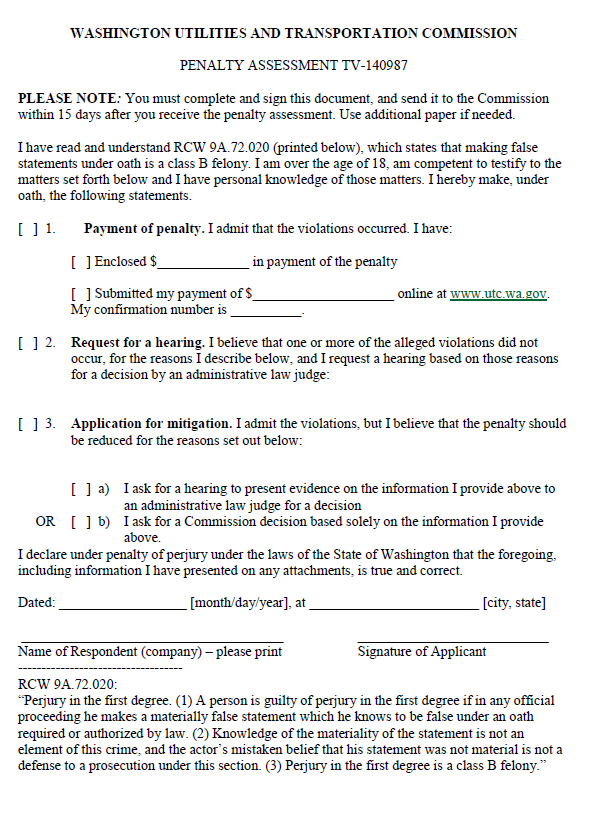 WASHINGTON UTILITIES AND TRANSPORTATION COMMISSION
PENALTY ASSESSMENT TV-140987
PLEASE NOTE: You must complete and sign this document, and send it to the Commission
within 15 days after you receive the penalty assessment. Use additional paper if needed.
I have read and understand RCW 9A.72.020 (printed below), which states that making false
statements under oath is a class B felony. I am over the age of 18, am competent to testify to the
matters set forth below and I have personal knowledge of those matters. I hereby make, under
oath, the following statements.
[ ] 1. Payment of penalty. I admit that the violations occurred. I have:
[ ] Enclosed $______________ in payment of the penalty
[ ] Submitted my payment of $______________________ online at www.utc.wa.gov.
My confirmation number is ___________.
[ ] 2. Request for a hearing. I believe that one or more of the alleged violations did not
occur, for the reasons I describe below, and I request a hearing based on those reasons
for a decision by an administrative law judge:
[ ] 3. Application for mitigation. I admit the violations, but I believe that the penalty should
be reduced for the reasons set out below:
[ ] a) I ask for a hearing to present evidence on the information I provide above to
an administrative law judge for a decision
OR [ ] b) I ask for a Commission decision based solely on the information I provide
above.
I declare under penalty of perjury under the laws of the State of Washington that the foregoing,
including information I have presented on any attachments, is true and correct.
Dated: ____________________ [month/day/year], at __________________________ [city, state]
_________________________________________ ______________________________
Name of Respondent (company) – please print Signature of Applicant
-----------------------------------
RCW 9A.72.020:
“Perjury in the first degree. (1) A person is guilty of perjury in the first degree if in any official
proceeding he makes a materially false statement which he knows to be false under an oath
required or authorized by law. (2) Knowledge of the materiality of the statement is not an
element of this crime, and the actor’s mistaken belief that his statement was not material is not a
defense to a prosecution under this section. (3) Perjury in the first degree is a class B felony.”